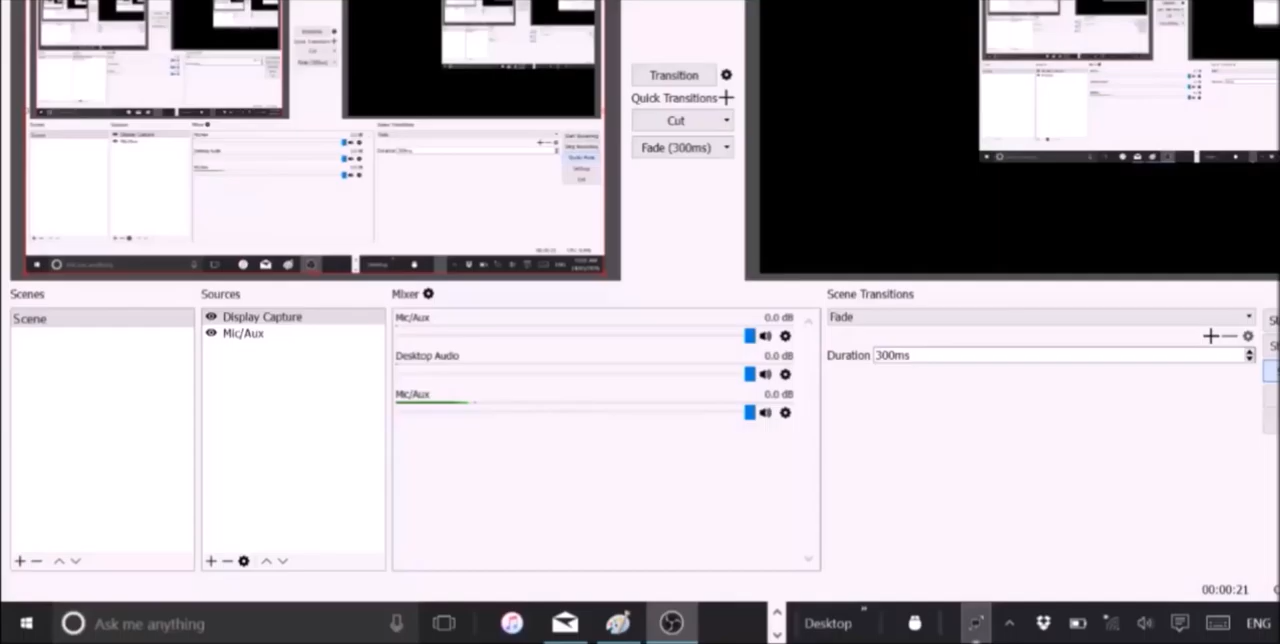 Transition
Quick Transitions
Cut
Fade (300ms)
Scenes
Sources
Mixer
Scene Transitions
Scene
Display Capture
Mic/Aux
Mic/Aux
0.0 dB
Desktop Audio
0.0 dB
Mic/Aux
0.0 dB
Fade
Duration 300ms
00:00:21
Ask me anything
Desktop
ENG